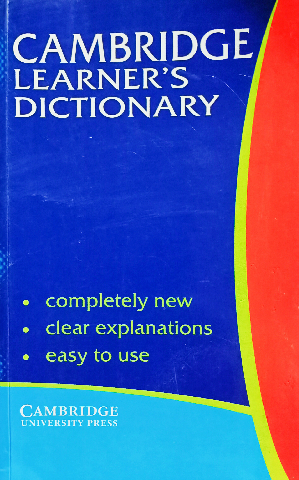 CAMBRIDGE
LEARNER'S
DICTIONARY
• completely new
• clear explanations
• easy to use
CAMBRIDGE
UNIVERSITY PRESS